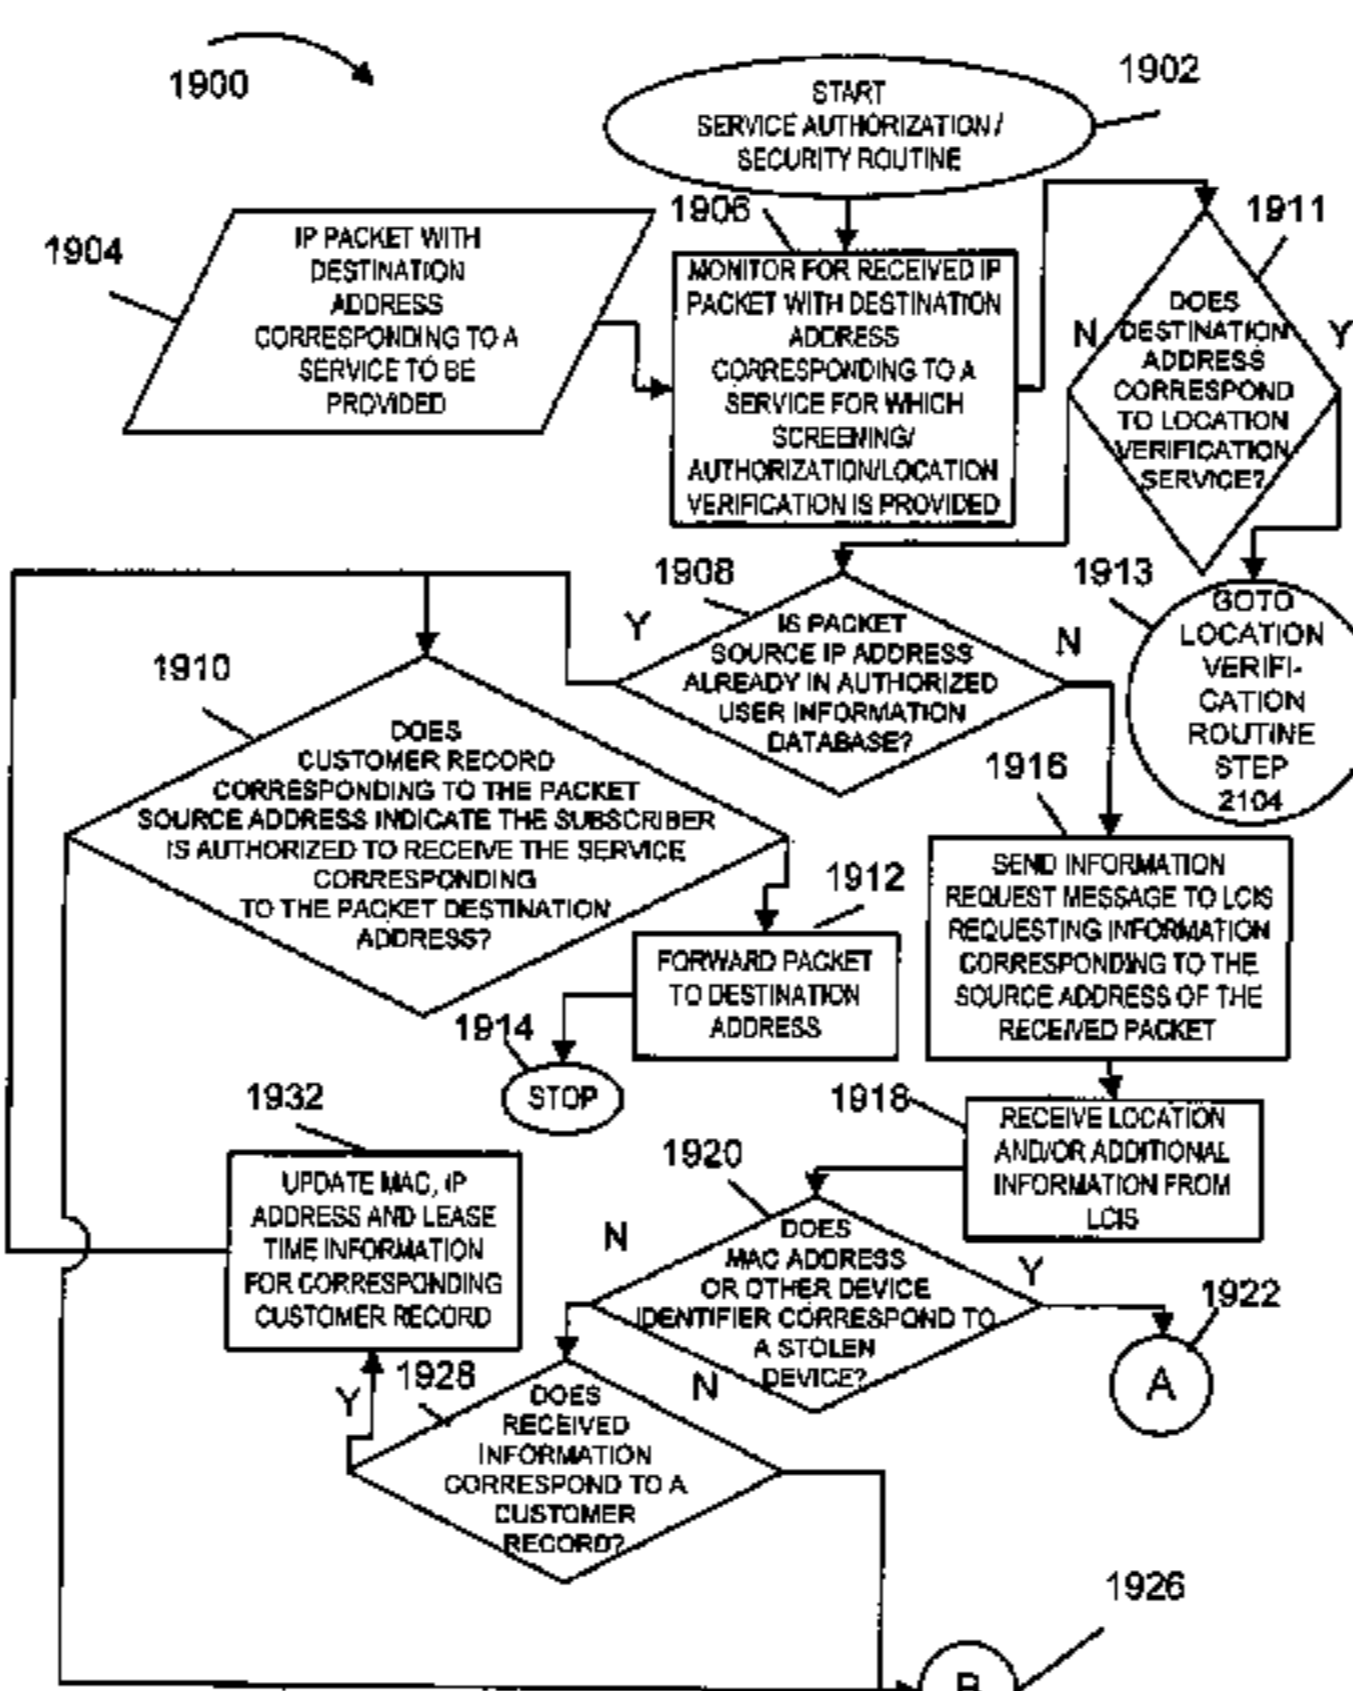 1900
1902
START
SERVICE AUTHORIZATION /
SECURITY ROUTINE
1904
IP PACKET WITH
DESTINATION
ADDRESS
CORRESPONDING TO A
SERVICE TO BE
PROVIDED
1906
MONITOR FOR RECEIVED IP
PACKET WITH DESTINATION
ADDRESS
CORRESPONDING TO A
SERVICE FOR WHICH
SCREENING/
AUTHORIZATION/LOCATION
VERIFICATION IS PROVIDED
1911
N
Y
DOES
DESTINATION
ADDRESS
CORRESPOND
TO LOCATION
VERIFICATION
SERVICE?
1913
GOTO
LOCATION
VERIFI-
CATION
ROUTINE
STEP
2104
1908
Y
N
IS PACKET
SOURCE IP ADDRESS
ALREADY IN AUTHORIZED
USER INFORMATION
DATABASE?
1910
DOES
CUSTOMER RECORD
CORRESPONDING TO THE PACKET
SOURCE ADDRESS INDICATE THE SUBSCRIBER
IS AUTHORIZED TO RECEIVE THE SERVICE
CORRESPONDING
TO THE PACKET DESTINATION
ADDRESS?
1912
FORWARD PACKET
TO DESTINATION
ADDRESS
1914
STOP
1916
SEND INFORMATION
REQUEST MESSAGE TO LCIS
REQUESTING INFORMATION
CORRESPONDING TO THE
SOURCE ADDRESS OF THE
RECEIVED PACKET
1918
RECEIVE LOCATION
AND/OR ADDITIONAL
INFORMATION FROM
LCIS
1920
N
Y
DOES
MAC ADDRESS
OR OTHER DEVICE
IDENTIFIER CORRESPOND TO
A STOLEN
DEVICE?
1922
A
1932
UPDATE MAC, IP
ADDRESS AND LEASE
TIME INFORMATION
FOR CORRESPONDING
CUSTOMER RECORD
1928
Y
N
DOES
RECEIVED
INFORMATION
CORRESPOND TO A
CUSTOMER
RECORD?
1926
B